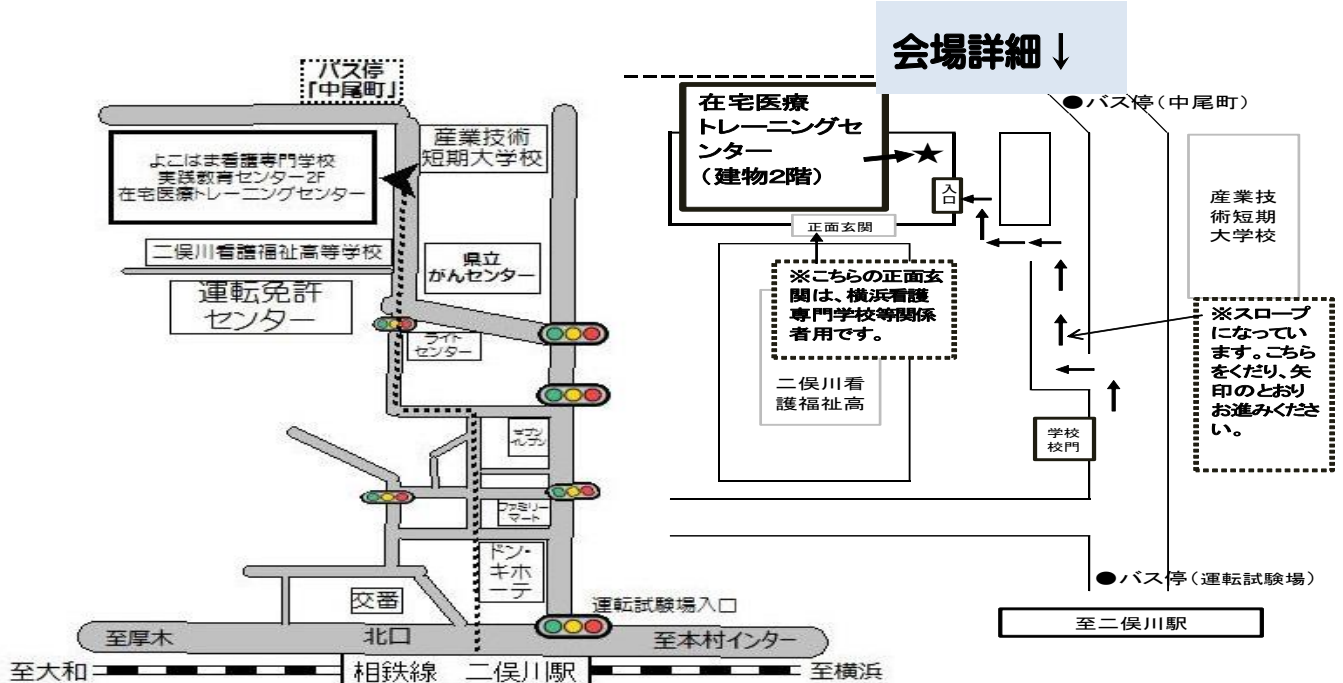 会場詳細↓
バス停
「中尾町」
よこはま看護専門学校
実践教育センター2F
在宅医療トレーニングセンター
産業技術
短期大学校
二俣川看護福祉高等学校
県立
がんセンター
運転免許
センター
ライト
センター
セブン
イレブン
ファミリー
マート
ドン・
キホ
ーテ
交番
運転試験場入口
至厚木
北口
至本村インター
至大和
相鉄線 二俣川駅
至横浜
在宅医療
トレーニングセ
ンター
(建物2階)
★
入
口
正面玄関
※こちらの正面玄
関は、横浜看護
専門学校等関係
者用です。
二俣川看
護福祉高
●バス停(中尾町)
産業技
術短期
大学校
※スロープ
になってい
ます。こちら
をくだり、矢
印のとおり
お進みくださ
い。
学校
校門
●バス停(運転試験場)
至二俣川駅